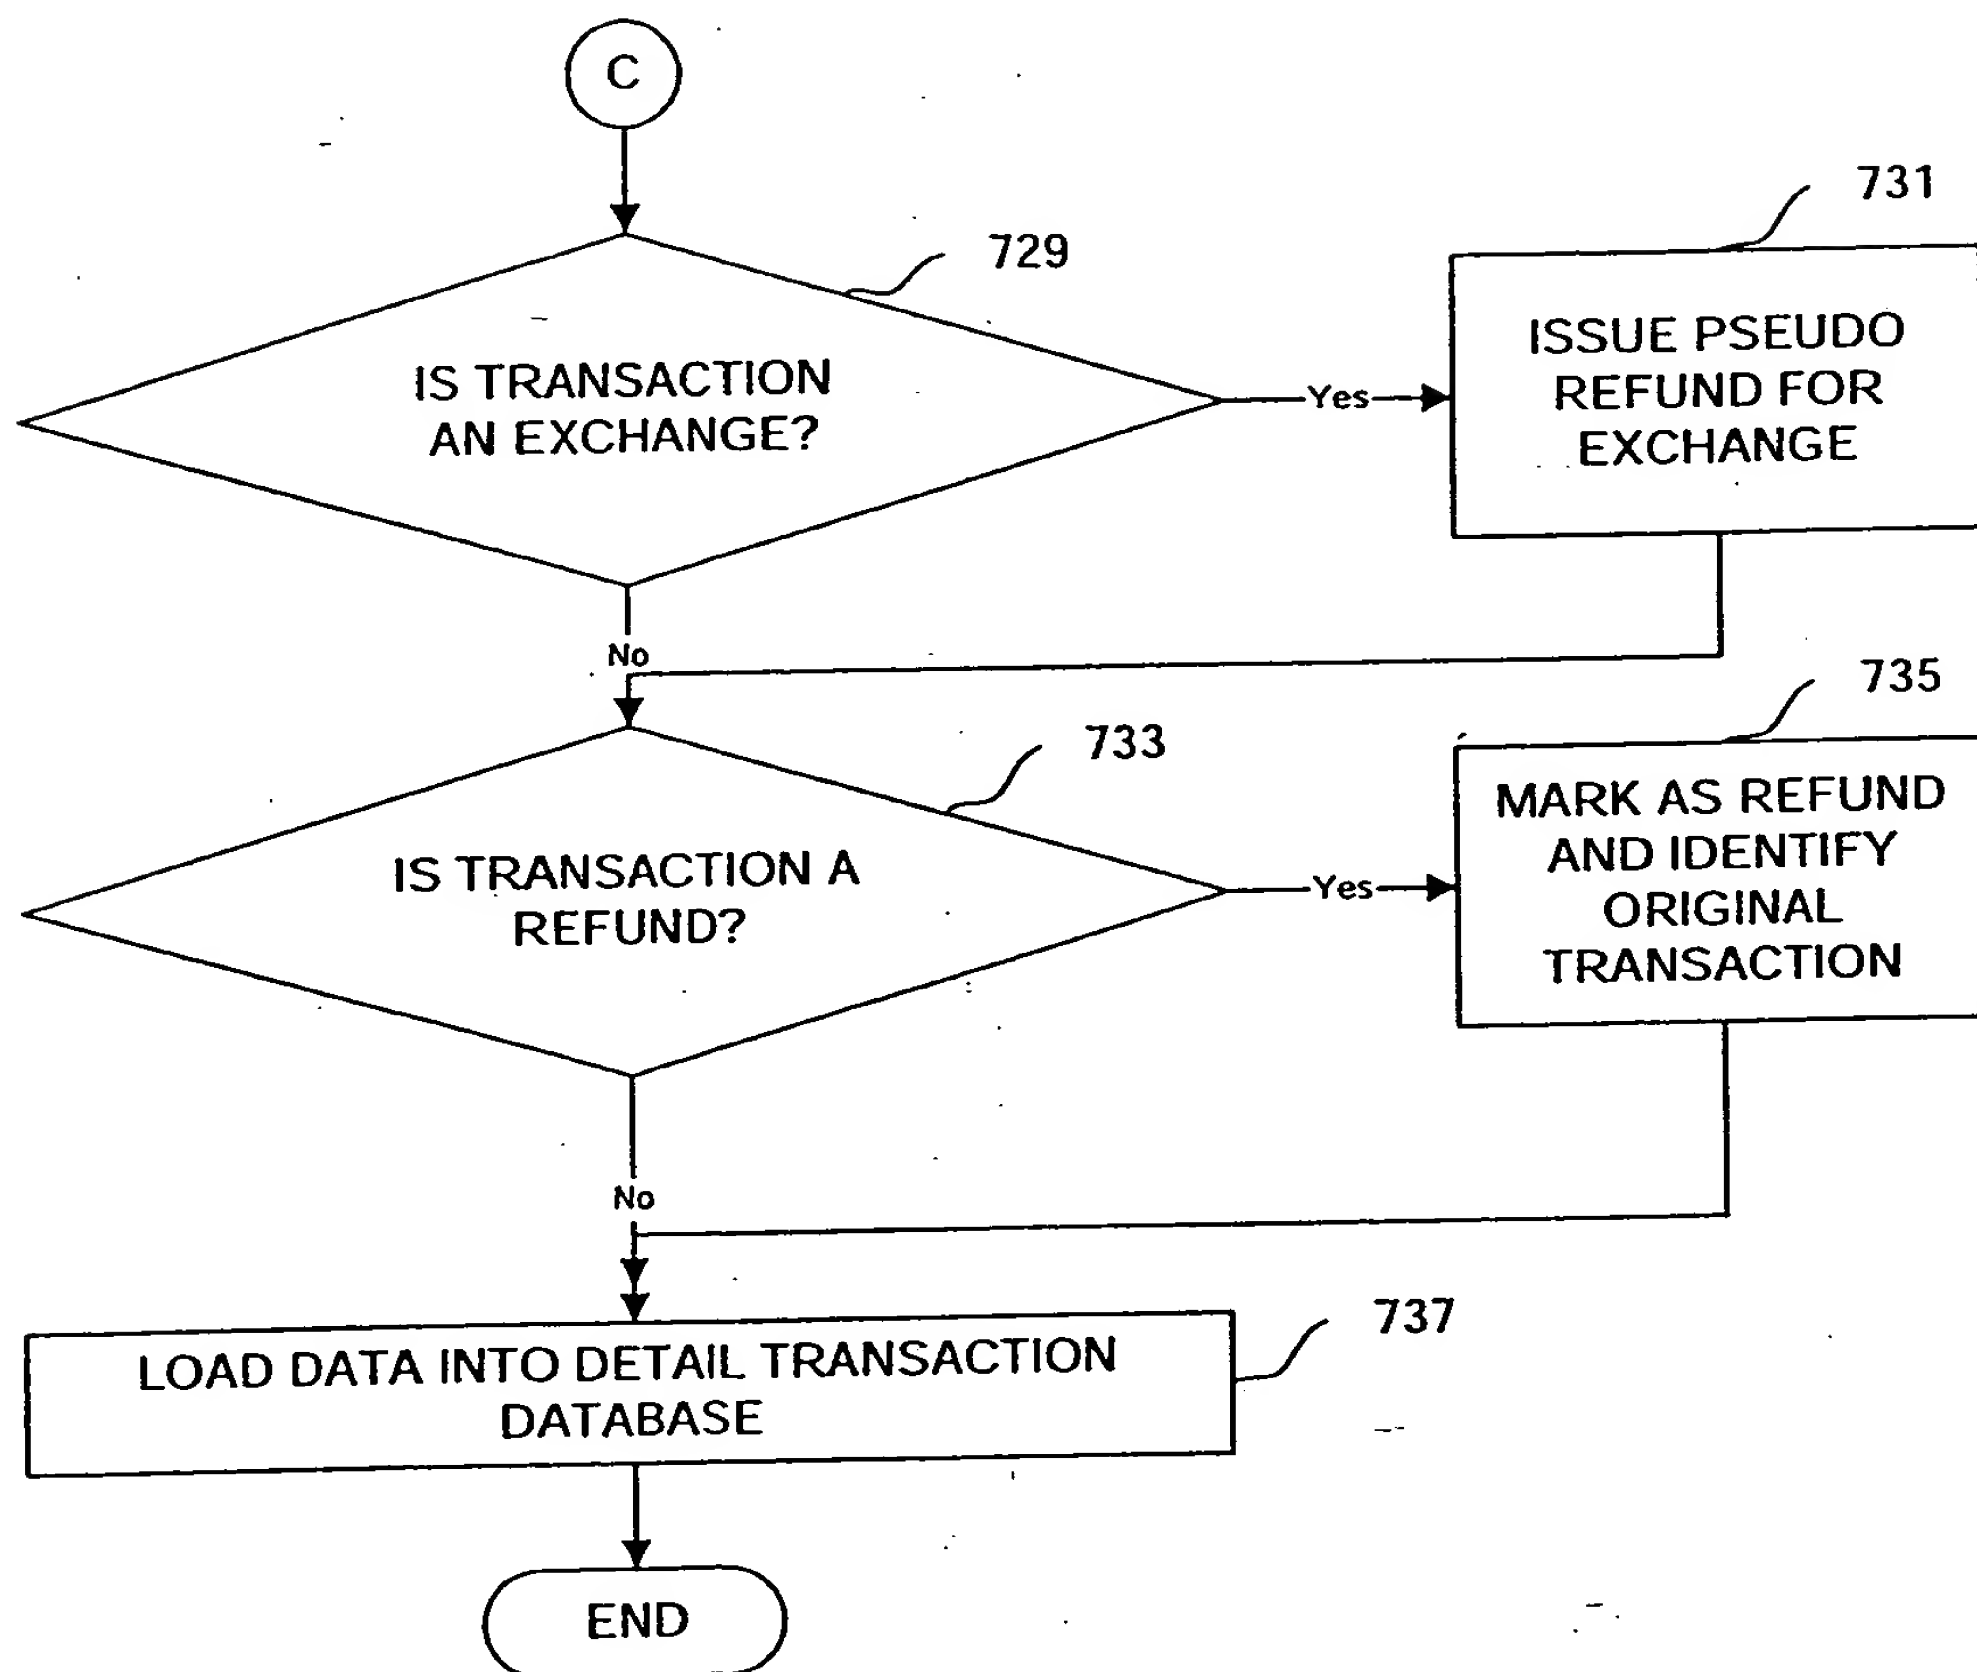 C
729
731
IS TRANSACTION
AN EXCHANGE?
Yes
ISSUE PSEUDO
REFUND FOR
EXCHANGE
No
733
735
IS TRANSACTION A
REFUND?
Yes
MARK AS REFUND
AND IDENTIFY
ORIGINAL
TRANSACTION
No
737
LOAD DATA INTO DETAIL TRANSACTION
DATABASE
END